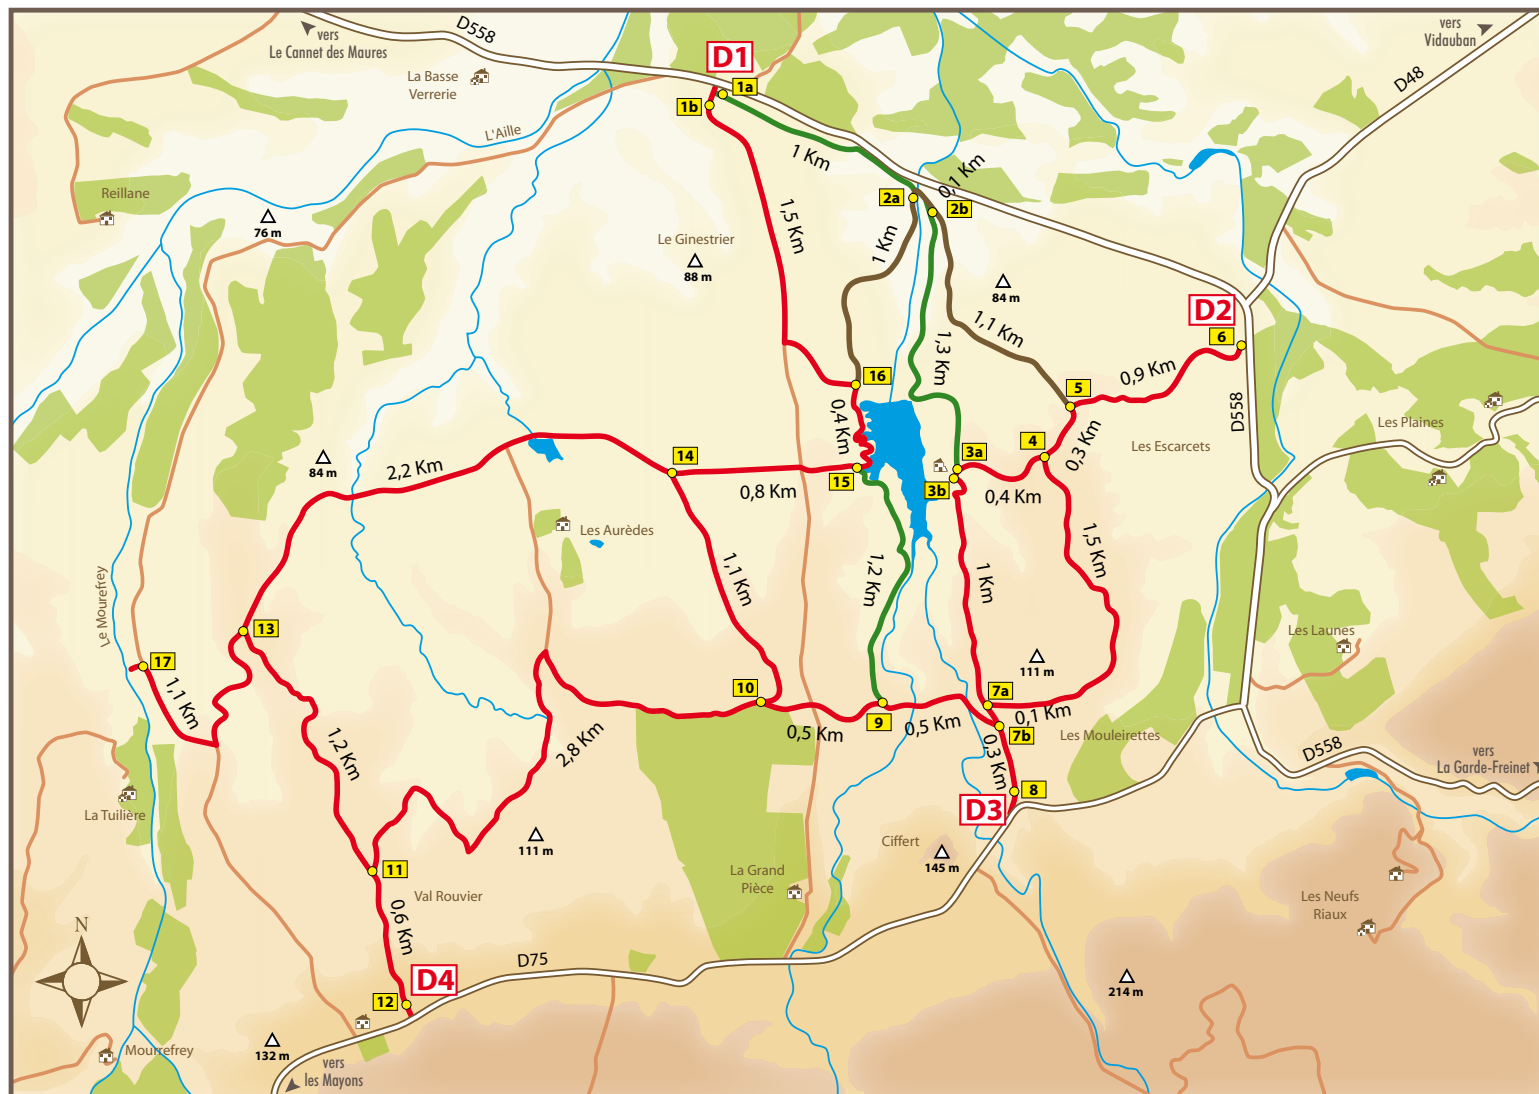 vers
Le Cannet des Maures
D558
vers
Vidauban
D48
La Basse
Verrerie
D1
1a
1b
L'Aille
1 Km
0,1 Km
2a
2b
Reillane
76 m
1,5 Km
Le Ginestrier
88 m
1 Km
84 m
D2
6
1,1 Km
1,3 Km
0,9 Km
16
5
0,4 Km
D558
Les Plaines
Les Escarcets
4
0,3 Km
84 m
2,2 Km
14
0,8 Km
15
3a
3b
0,4 Km
Les Aurèdes
1,1 Km
1,2 Km
1 Km
1,5 Km
Le Mourefrey
13
17
1,1 Km
Les Launes
111 m
10
7a
9
0,5 Km
0,5 Km
0,1 Km
7b
Les Mouleirettes
1,2 Km
2,8 Km
0,3 Km
D558
vers
La Garde-Freinet
8
D3
La Tuilière
111 m
Ciffert
145 m
11
Val Rouvier
La Grand
Pièce
Les Neufs
Riaux
0,6 Km
N
D75
D4
12
214 m
132 m
Mourrefrey
vers
les Mayons